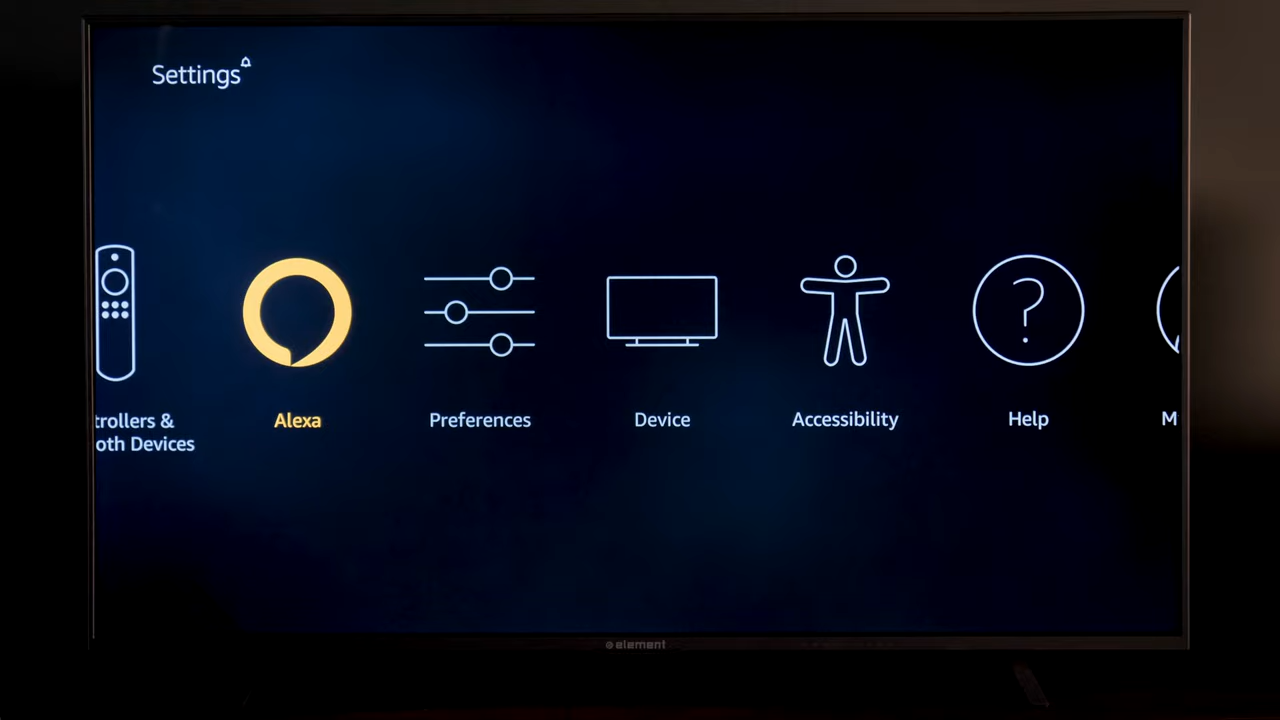 Settings
trollers &
oth Devices
Alexa
Preferences
Device
Accessibility
Help
M
element